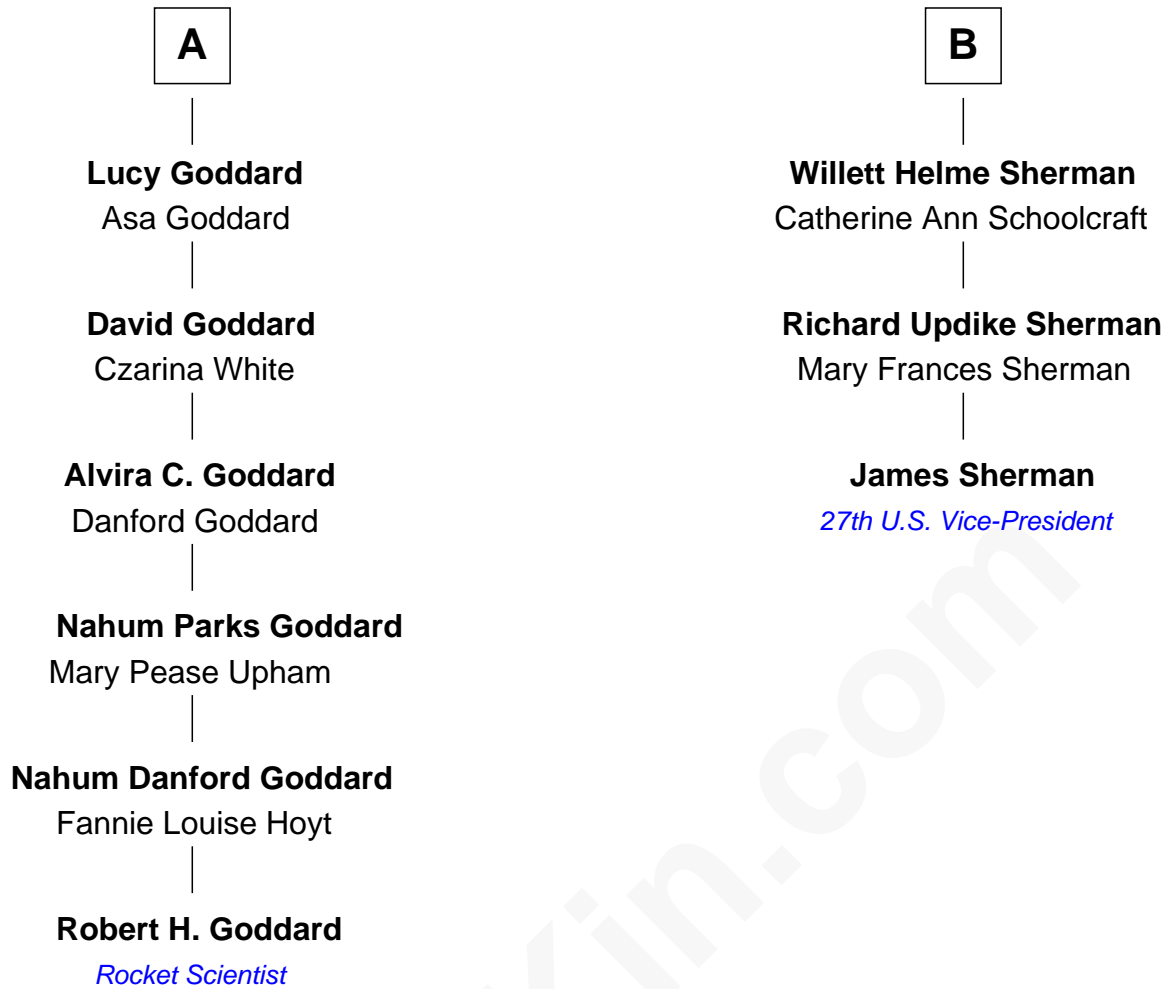 A
Lucy Goddard
Asa Goddard
David Goddard
Czarina White
Alvira C. Goddard
Danford Goddard
Nahum Parks Goddard
Mary Pease Upham
Nahum Danford Goddard
Fannie Louise Hoyt
Robert H. Goddard
Rocket Scientist
B
Willett Helme Sherman
Catherine Ann Schoolcraft
Richard Updike Sherman
Mary Frances Sherman
James Sherman
27th U.S. Vice-President
Kin.com